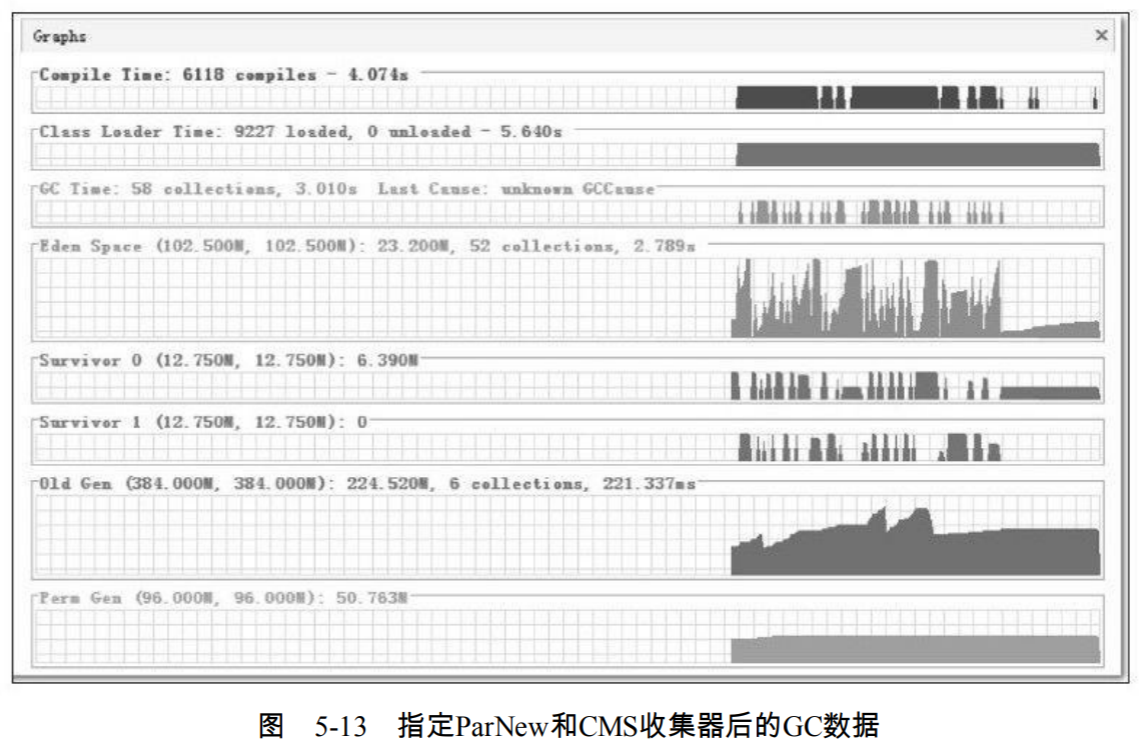 Graphs ×
Compile Time: 6118 compiles - 4.074s
Class Loader Time: 9227 loaded, 0 unloaded - 5.640s
GC Time: 58 collections, 3.010s Last Cause: unknown GCCause
Eden Space (102.500M, 102.500M): 23.200M, 52 collections, 2.789s
Survivor 0 (12.750M, 12.750M): 6.390M
Survivor 1 (12.750M, 12.750M): 0
Old Gen (384.000M, 384.000M): 224.520M, 6 collections, 221.337ms
Perm Gen (96.000M, 96.000M): 50.763M
图 5-13 指定ParNew和CMS收集器后的GC数据